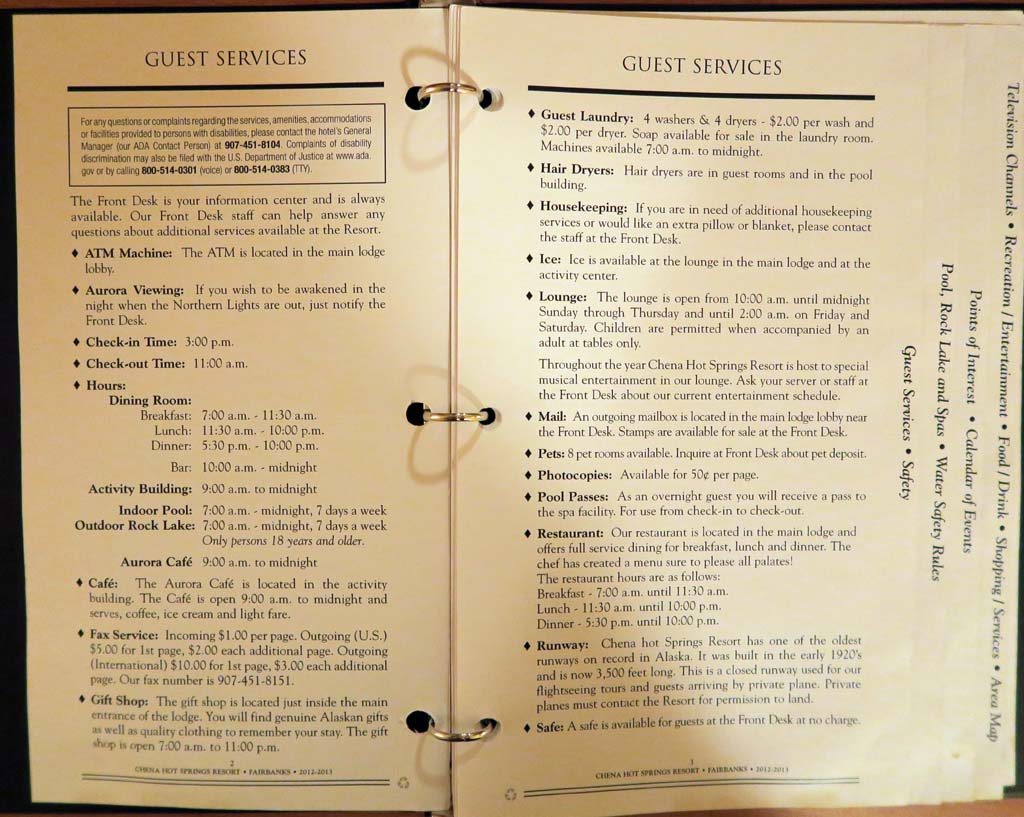 GUEST SERVICES
For any questions or complaints regarding the services, amenities, accommodations
or facilities provided to persons with disabilities, please contact the hotel's General
Manager (our ADA Contact Person) at 907-451-8104. Complaints of disability
discrimination may also be filed with the U.S. Department of Justice at www.ada.
gov or by calling 800-514-0301 (voice) or 800-514-0383 (TTY).
The Front Desk is your information center and is always
available. Our Front Desk staff can help answer any
questions about additional services available at the Resort.
♦ ATM Machine: The ATM is located in the main lodge
lobby.
♦ Aurora Viewing: If you wish to be awakened in the
night when the Northern Lights are out, just notify the
Front Desk.
♦ Check-in Time: 3:00 p.m.
♦ Check-out Time: 11:00 a.m.
♦ Hours:
Dining Room:
Breakfast: 7:00 a.m. - 11:30 a.m.
Lunch: 11:30 a.m. - 10:00 p.m.
Dinner: 5:30 p.m. - 10:00 p.m.
Bar: 10:00 a.m. - midnight
Activity Building: 9:00 a.m. to midnight
Indoor Pool: 7:00 a.m. - midnight, 7 days a week
Outdoor Rock Lake: 7:00 a.m. - midnight, 7 days a week
Only persons 18 years and older.
Aurora Café 9:00 a.m. to midnight
♦ Café: The Aurora Café is located in the activity
building. The Café is open 9:00 a.m. to midnight and
serves, coffee, ice cream and light fare.
♦ Fax Service: Incoming $1.00 per page. Outgoing (U.S.)
$5.00 for 1st page, $2.00 each additional page. Outgoing
(International) $10.00 for 1st page, $3.00 each additional
page. Our fax number is 907-451-8151.
♦ Gift Shop: The gift shop is located just inside the main
entrance of the lodge. You will find genuine Alaskan gifts
as well as quality clothing to remember your stay. The gift
shop is open 7:00 a.m. to 11:00 p.m.
2
CHENA HOT SPRINGS RESORT • FAIRBANKS • 2012-2013
GUEST SERVICES
♦ Guest Laundry: 4 washers & 4 dryers - $2.00 per wash and
$2.00 per dryer. Soap available for sale in the laundry room.
Machines available 7:00 a.m. to midnight.
♦ Hair Dryers: Hair dryers are in guest rooms and in the pool
building.
♦ Housekeeping: If you are in need of additional housekeeping
services or would like an extra pillow or blanket, please contact
the staff at the Front Desk.
♦ Ice: Ice is available at the lounge in the main lodge and at the
activity center.
♦ Lounge: The lounge is open from 10:00 a.m. until midnight
Sunday through Thursday and until 2:00 a.m. on Friday and
Saturday. Children are permitted when accompanied by an
adult at tables only.
Throughout the year Chena Hot Springs Resort is host to special
musical entertainment in our lounge. Ask your server or staff at
the Front Desk about our current entertainment schedule.
♦ Mail: An outgoing mailbox is located in the main lodge lobby near
the Front Desk. Stamps are available for sale at the Front Desk.
♦ Pets: 8 pet rooms available. Inquire at Front Desk about pet deposit.
♦ Photocopies: Available for 50¢ per page.
♦ Pool Passes: As an overnight guest you will receive a pass to
the spa facility. For use from check-in to check-out.
♦ Restaurant: Our restaurant is located in the main lodge and
offers full service dining for breakfast, lunch and dinner. The
chef has created a menu sure to please all palates!
The restaurant hours are as follows:
Breakfast - 7:00 a.m. until 11:30 a.m.
Lunch - 11:30 a.m. until 10:00 p.m.
Dinner - 5:30 p.m. until 10:00 p.m.
♦ Runway: Chena hot Springs Resort has one of the oldest
runways on record in Alaska. It was built in the early 1920's
and is now 3,500 feet long. This is a closed runway used for our
flightseeing tours and guests arriving by private plane. Private
planes must contact the Resort for permission to land.
♦ Safe: A safe is available for guests at the Front Desk at no charge.
3
CHENA HOT SPRINGS RESORT • FAIRBANKS • 2012-2013
Guest Services • Safety
Pool, Rock Lake and Spas • Water Safety Rules
Points of Interest • Calendar of Events
Television Channels • Recreation / Entertainment • Food / Drink • Shopping / Services • Area Map